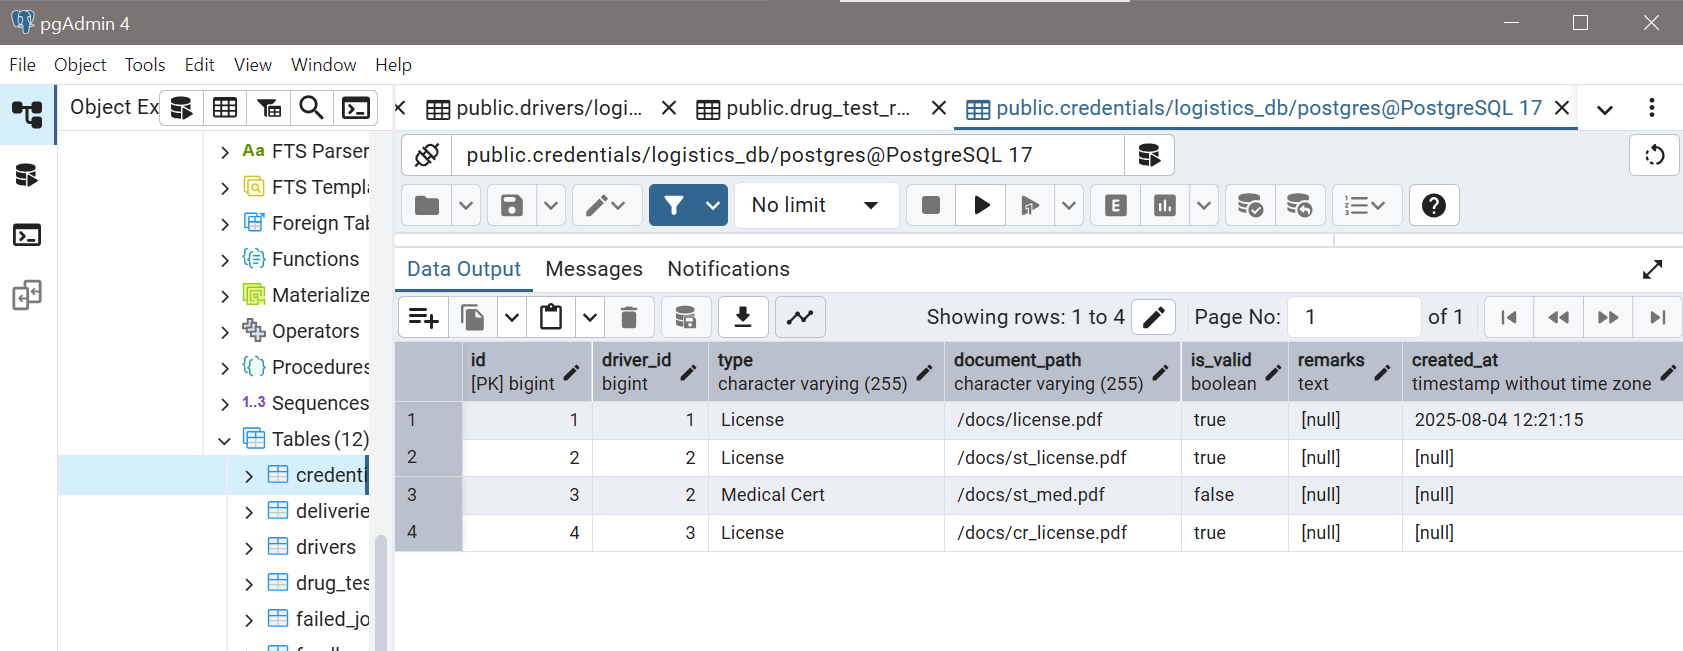 pgAdmin 4
File Object Tools Edit View Window Help
Object Ex
public.drivers/logi... public.drug_test_r... public.credentials/logistics_db/postgres@PostgreSQL 17
public.credentials/logistics_db/postgres@PostgreSQL 17
No limit
E
Data Output Messages Notifications
Showing rows: 1 to 4 Page No: 1 of 1
Aa FTS Parser
FTS Templa
Foreign Tab
Functions
Materialize
Operators
Procedures
1..3 Sequences
Tables (12)
credenti
deliverie
drivers
drug_tes
failed_jo
id driver_id type document_path is_valid remarks created_at
[PK] bigint bigint character varying (255) character varying (255) boolean text timestamp without time zone
1 1 1 License /docs/license.pdf true [null] 2025-08-04 12:21:15
2 2 2 License /docs/st_license.pdf true [null] [null]
3 3 2 Medical Cert /docs/st_med.pdf false [null] [null]
4 4 3 License /docs/cr_license.pdf true [null] [null]